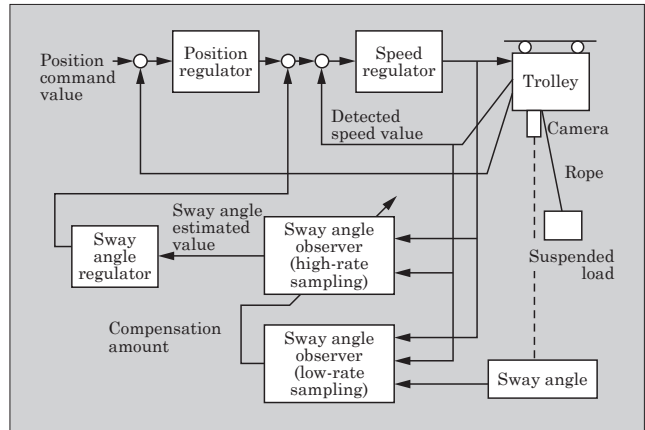 Position
command
value
Position
regulator
Speed
regulator
Trolley
Detected
speed value
Camera
Rope
Sway angle
estimated
value
Sway
angle
regulator
Sway angle
observer
(high-rate
sampling)
Suspended
load
Compensation
amount
Sway angle
observer
(low-rate
sampling)
Sway angle